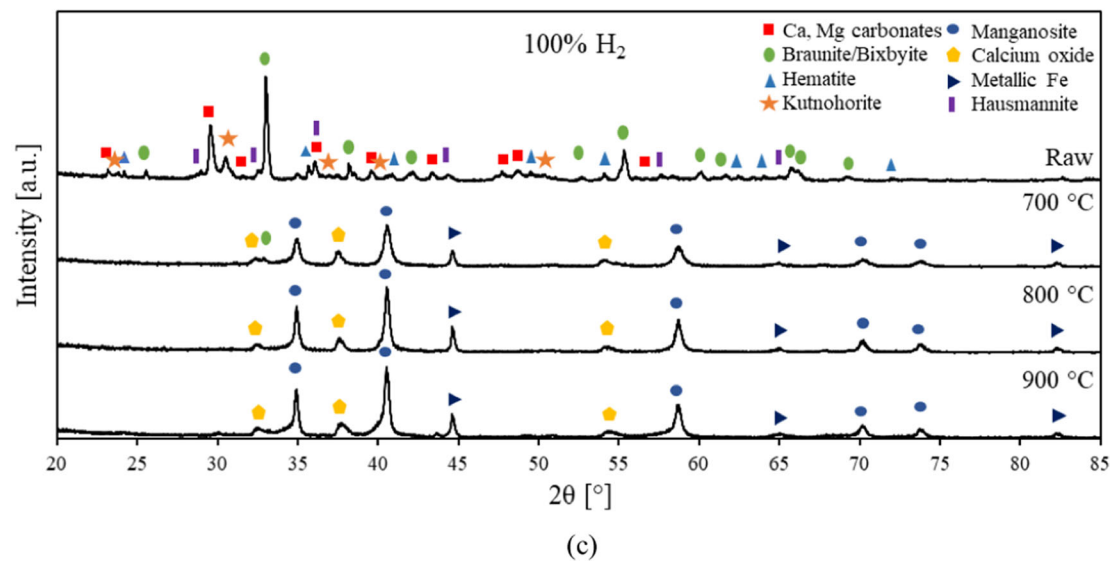 100% H2
Ca, Mg carbonates
Braunite/Bixbyite
Hematite
Kutnohorite
Manganosite
Calcium oxide
Metallic Fe
Hausmannite
Raw
700 °C
800 °C
900 °C
Intensity [a.u.]
20 25 30 35 40 45 50 55 60 65 70 75 80 85
2θ [°]
(c)